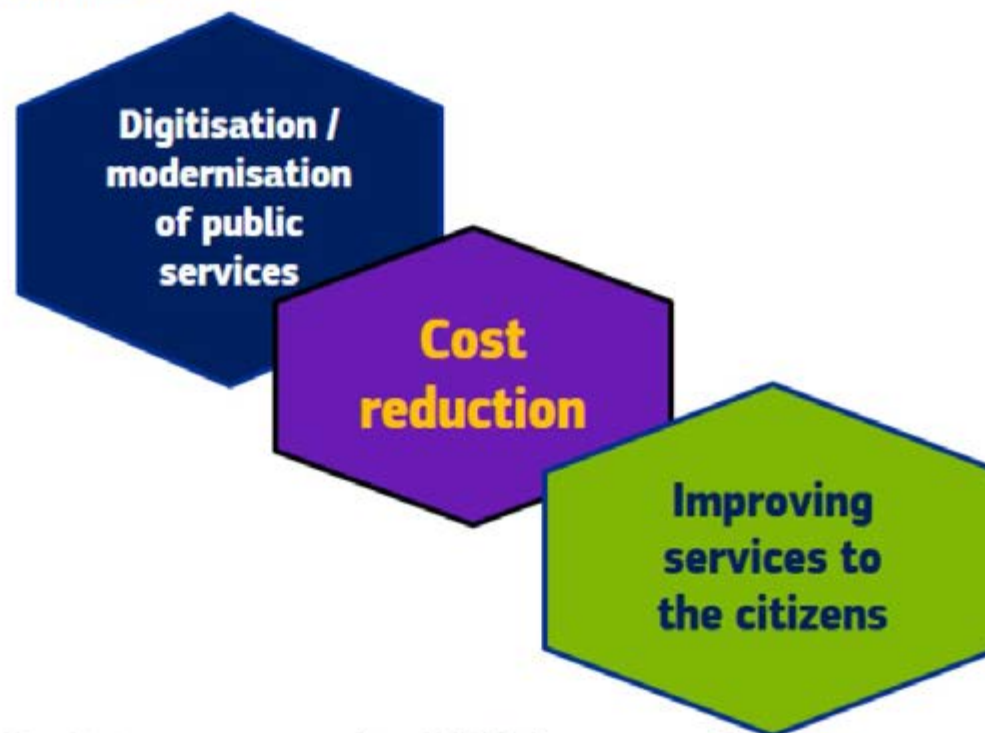 Digitisation /
modernisation
of public
services
Cost
reduction
Improving
services to
the citizens